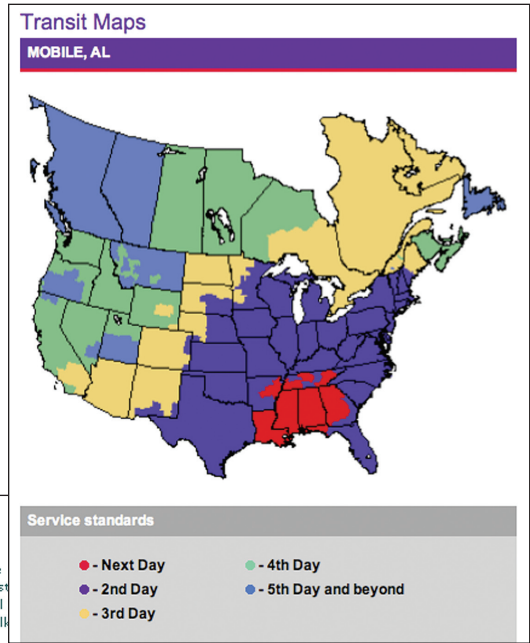 Transit Maps
MOBILE, AL
Service standards
- Next Day
- 2nd Day
- 3rd Day
- 4th Day
- 5th Day and beyond